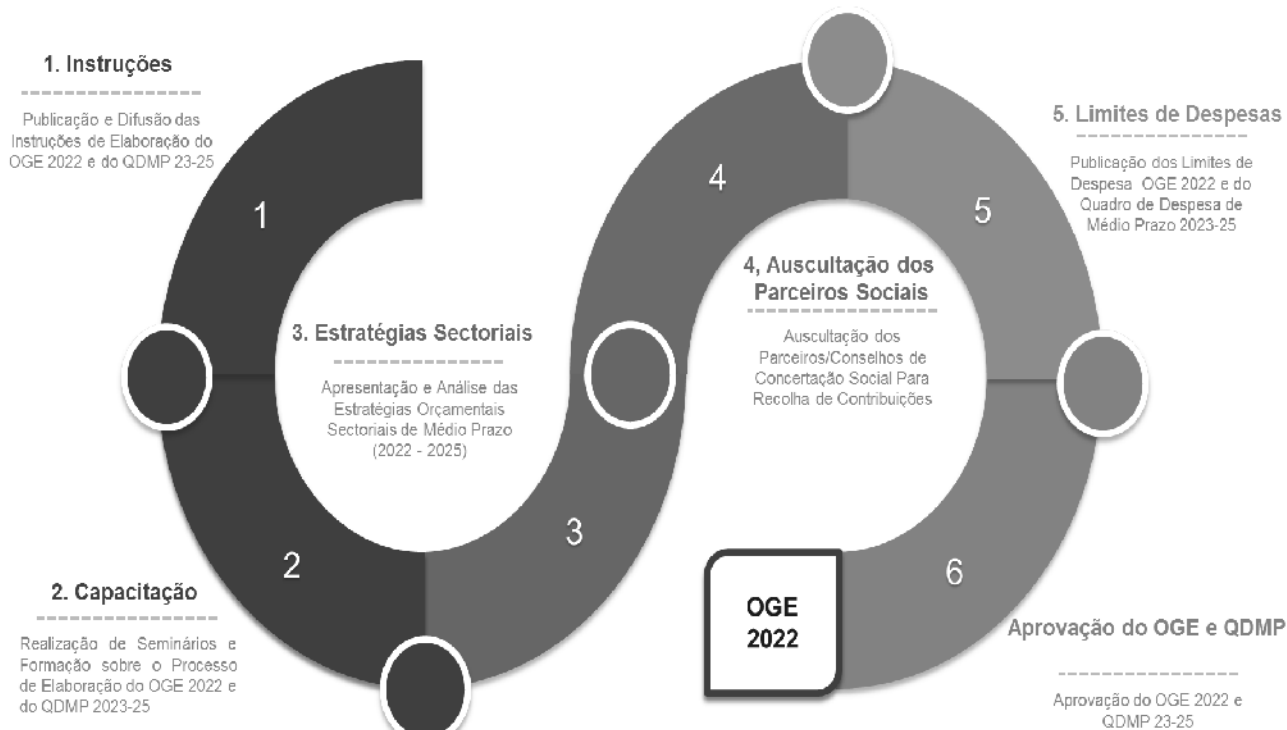 1. Instruções
Publicação e Difusão das
Instruções de Elaboração do
OGE 2022 e do QDMP 23-25
1
2
2. Capacitação
Realização de Seminários e
Formação sobre o Processo
de Elaboração do OGE 2022 e
do QDMP 2023-25
3. Estratégias Sectoriais
Apresentação e Análise das
Estratégias Orçamentais
Sectoriais de Médio Prazo
(2022 - 2025)
3
4
4, Auscultação dos
Parceiros Sociais
Auscultação dos
Parceiros/Conselhos de
Concertação Social Para
Recolha de Contribuições
5
5. Limites de Despesas
Publicação dos Limites de
Despesa OGE 2022 e do
Quadro de Despesa de
Médio Prazo 2023-25
6
Aprovação do OGE e QDMP
Aprovação do OGE 2022 e
QDMP 23-25
OGE
2022